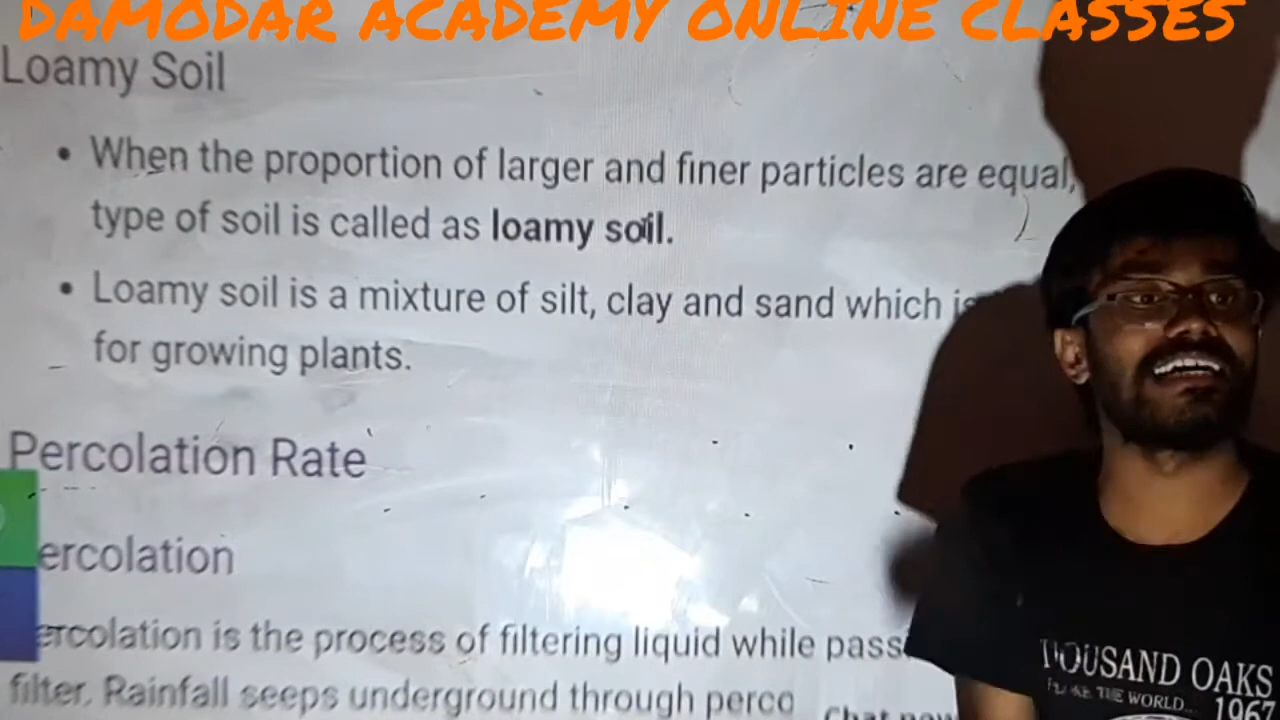 DAMODAR ACADEMY ONLINE CLASSES
Loamy Soil
• When the proportion of larger and finer particles are equal,
type of soil is called as loamy soil.
• Loamy soil is a mixture of silt, clay and sand which is
for growing plants.
Percolation Rate
ercolation
ercolation is the process of filtering liquid while pass
filter. Rainfall seeps underground through perco
Chat now
THOUSAND OAKS
THE WORLD...
1967